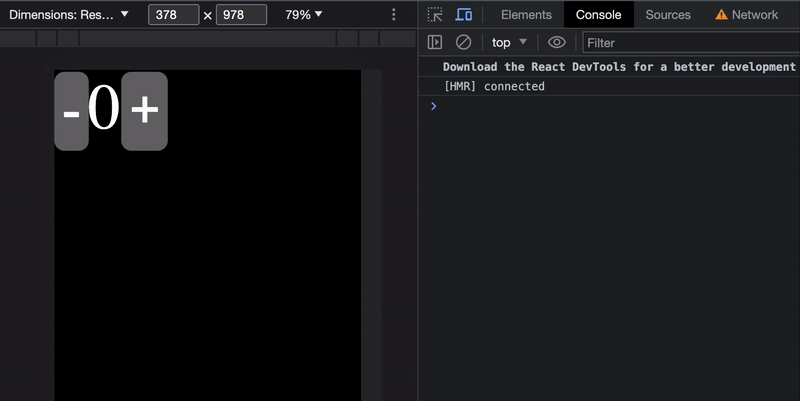 Dimensions: Res... 378 × 978 79%
Elements Console Sources Network
top Filter
Download the React DevTools for a better development
[HMR] connected
- 0 +